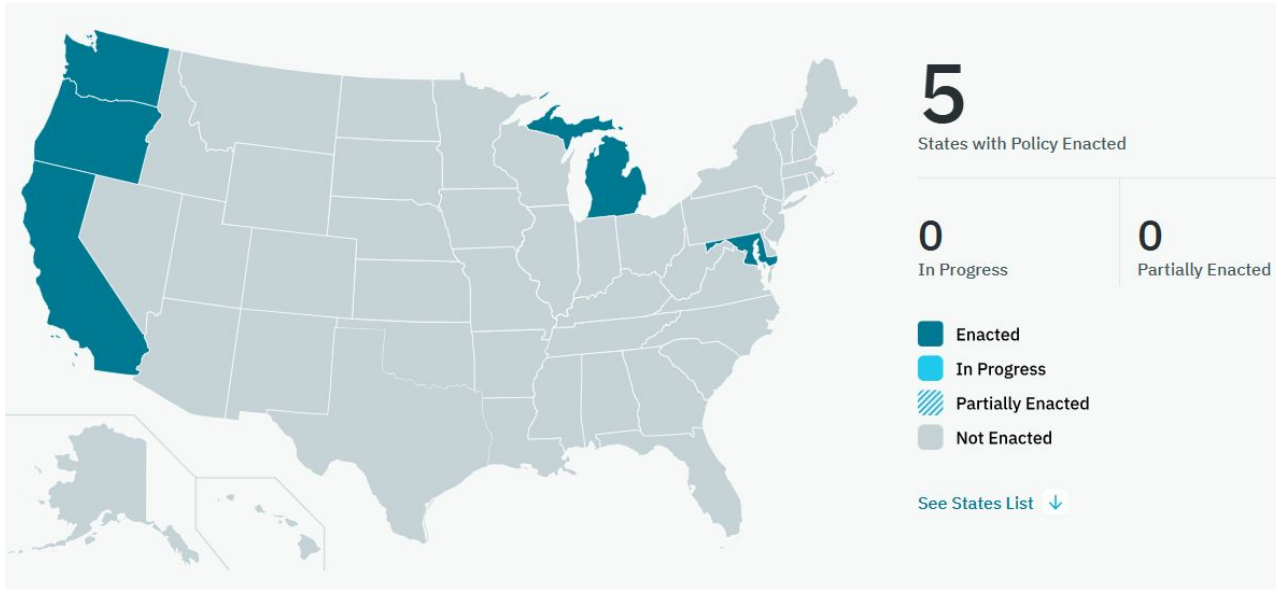 5
States with Policy Enacted
0
In Progress
0
Partially Enacted
Enacted
In Progress
Partially Enacted
Not Enacted
See States List